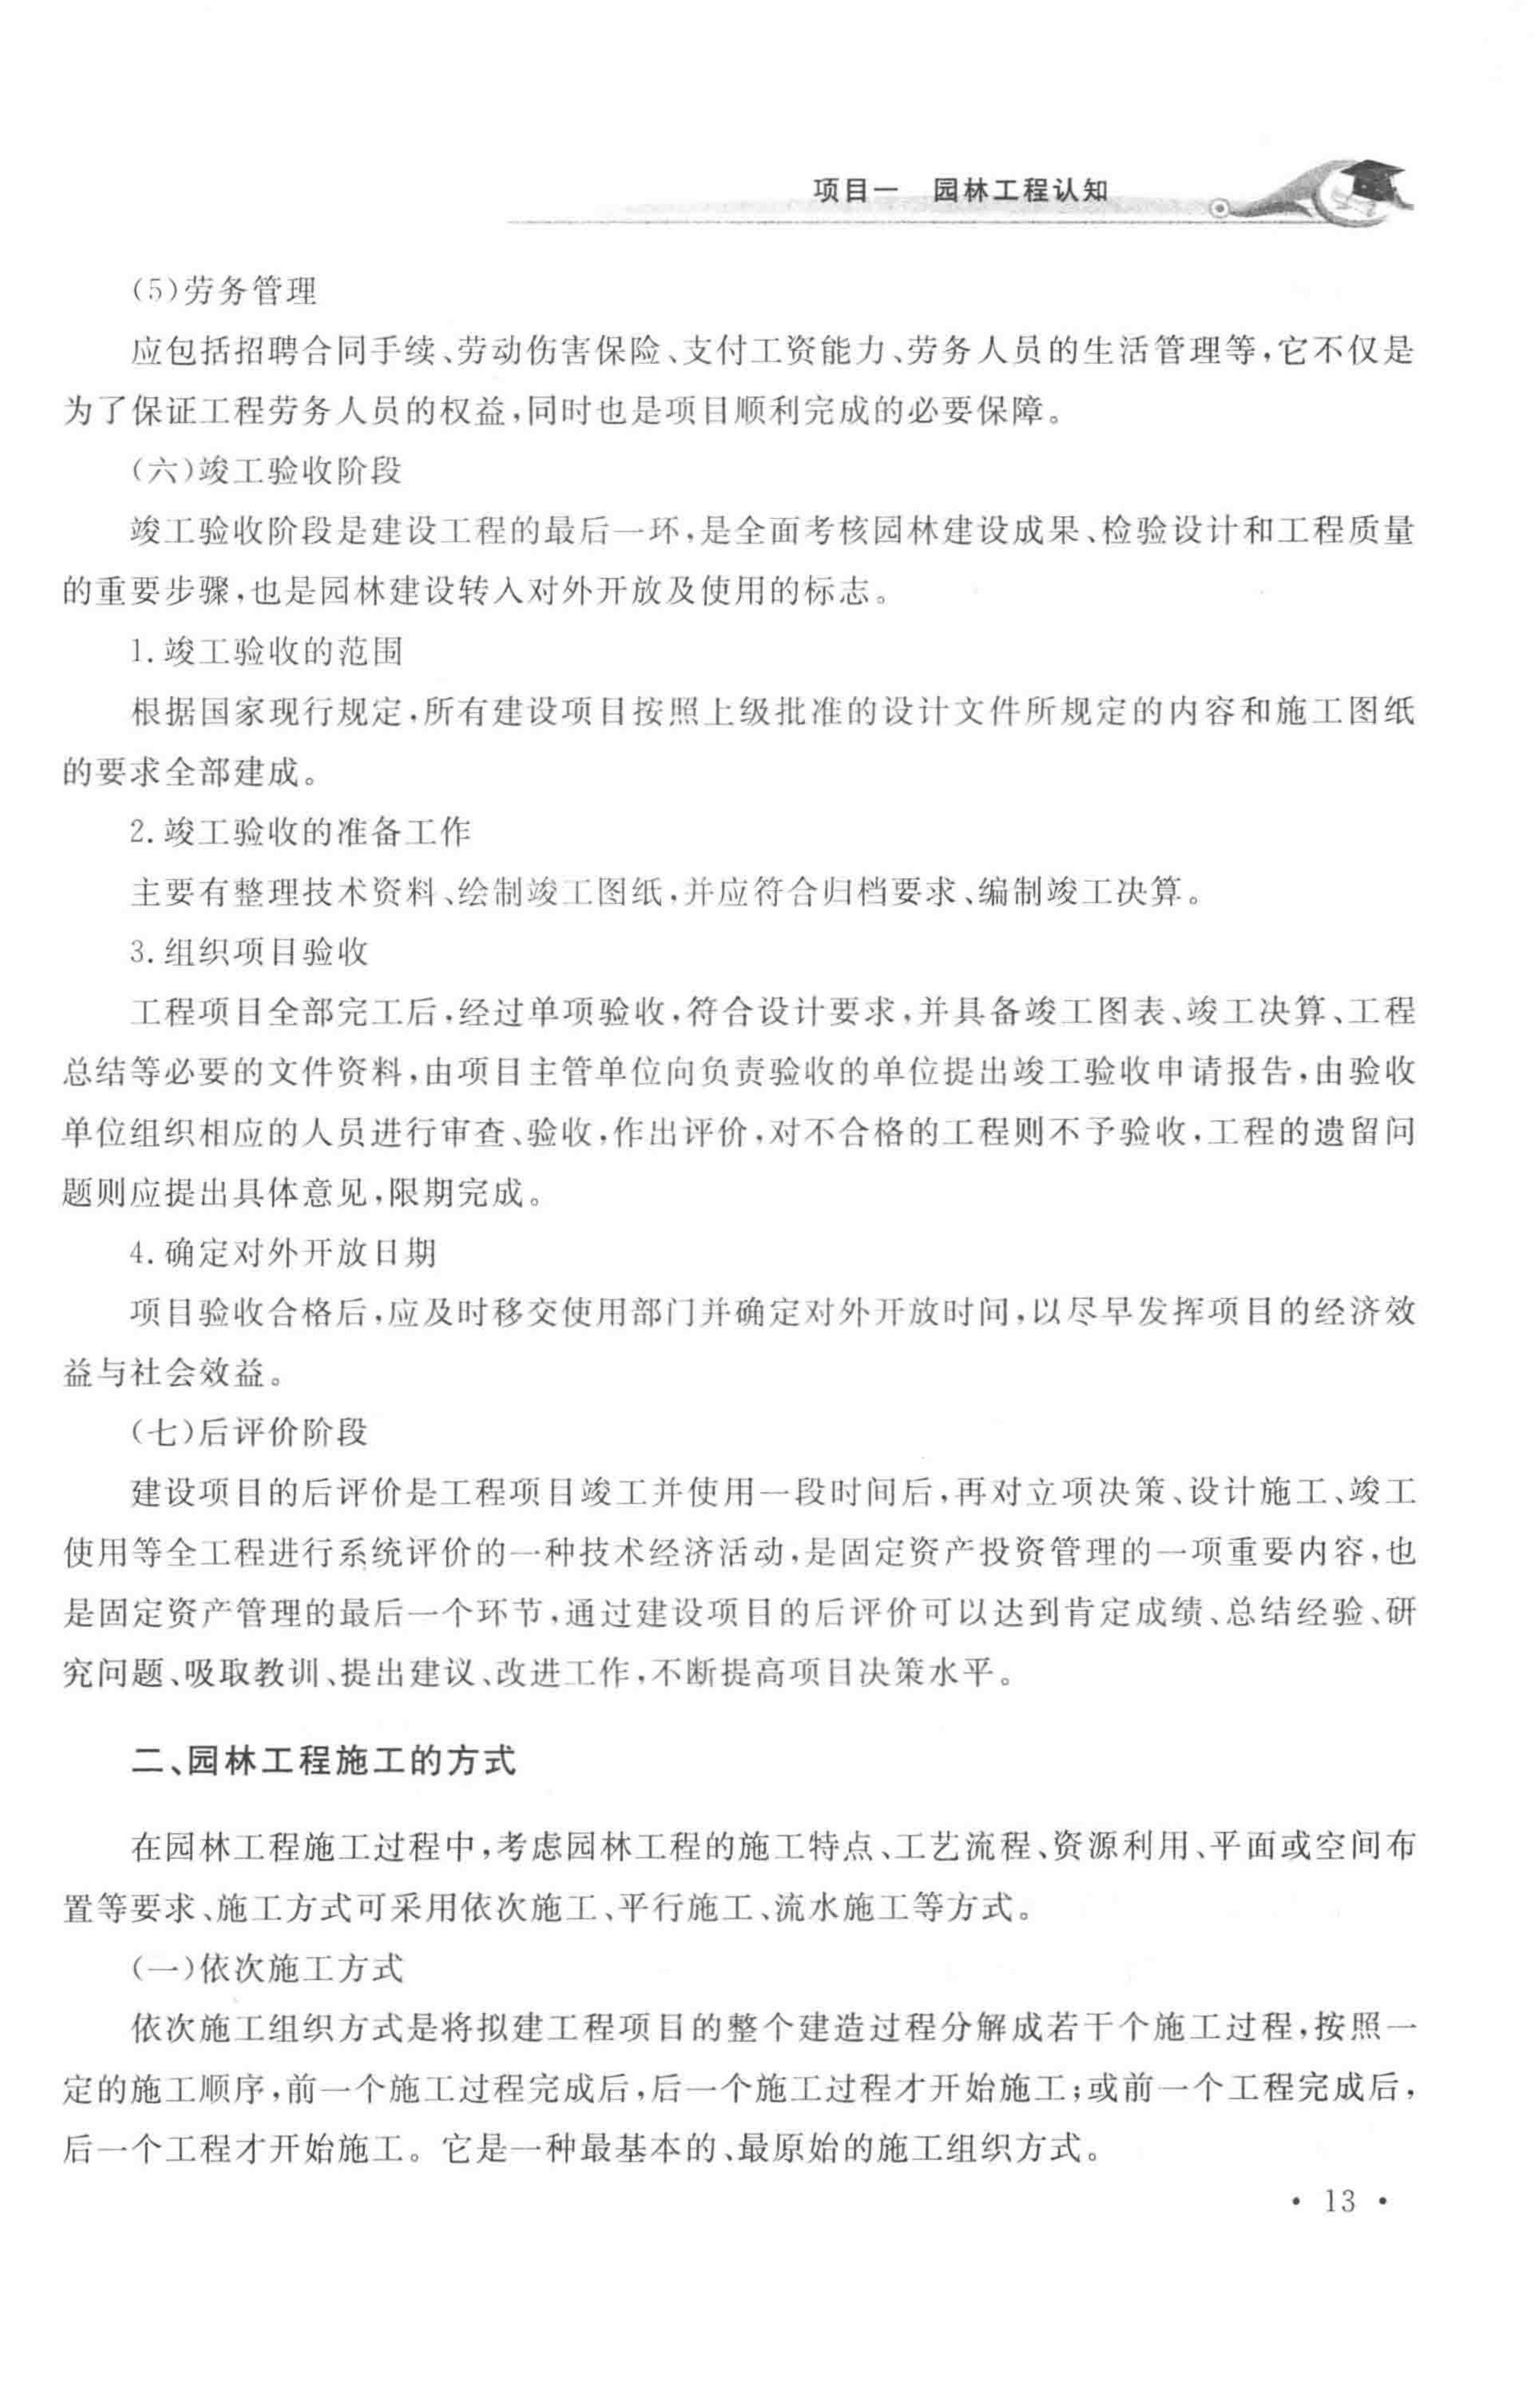 项目一　园林工程认知
(5)劳务管理
应包括招聘合同手续、劳动伤害保险、支付工资能力、劳务人员的生活管理等,它不仅是
为了保证工程劳务人员的权益,同时也是项目顺利完成的必要保障。
(六)竣工验收阶段
竣工验收阶段是建设工程的最后一环,是全面考核园林建设成果、检验设计和工程质量
的重要步骤,也是园林建设转入对外开放及使用的标志。
1.竣工验收的范围
根据国家现行规定,所有建设项目按照上级批准的设计文件所规定的内容和施工图纸
的要求全部建成。
2.竣工验收的准备工作
主要有整理技术资料、绘制竣工图纸,并应符合归档要求、编制竣工决算。
3.组织项目验收
工程项目全部完工后,经过单项验收,符合设计要求,并具备竣工图表、竣工决算、工程
总结等必要的文件资料,由项目主管单位向负责验收的单位提出竣工验收申请报告,由验收
单位组织相应的人员进行审查、验收,作出评价,对不合格的工程则不予验收,工程的遗留问
题则应提出具体意见,限期完成。
4.确定对外开放日期
项目验收合格后,应及时移交使用部门并确定对外开放时间,以尽早发挥项目的经济效
益与社会效益。
(七)后评价阶段
建设项目的后评价是工程项目竣工并使用一段时间后,再对立项决策、设计施工、竣工
使用等全工程进行系统评价的一种技术经济活动,是固定资产投资管理的一项重要内容,也
是固定资产管理的最后一个环节,通过建设项目的后评价可以达到肯定成绩、总结经验、研
究问题、吸取教训、提出建议、改进工作,不断提高项目决策水平。
二、园林工程施工的方式
在园林工程施工过程中,考虑园林工程的施工特点、工艺流程、资源利用、平面或空间布
置等要求、施工方式可采用依次施工、平行施工、流水施工等方式。
(一)依次施工方式
依次施工组织方式是将拟建工程项目的整个建造过程分解成若干个施工过程,按照一
定的施工顺序,前一个施工过程完成后,后一个施工过程才开始施工;或前一个工程完成后,
后一个工程才开始施工。它是一种最基本的、最原始的施工组织方式。
• 13 •